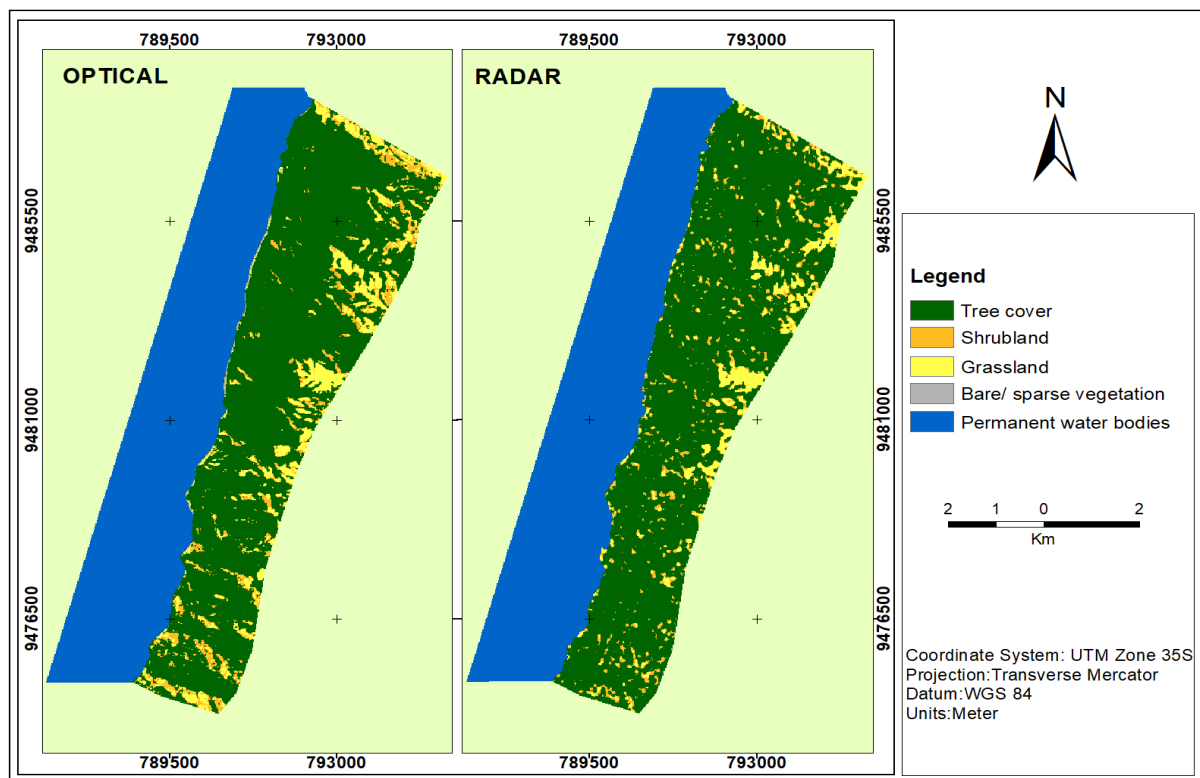 789500 793000 789500 793000
OPTICAL
RADAR
N
9485500
9481000
9476500
9485500
9481000
9476500
Legend
Tree cover
Shrubland
Grassland
Bare/ sparse vegetation
Permanent water bodies
2 1 0 2
Km
Coordinate System: UTM Zone 35S
Projection:Transverse Mercator
Datum:WGS 84
Units:Meter
789500 793000 789500 793000